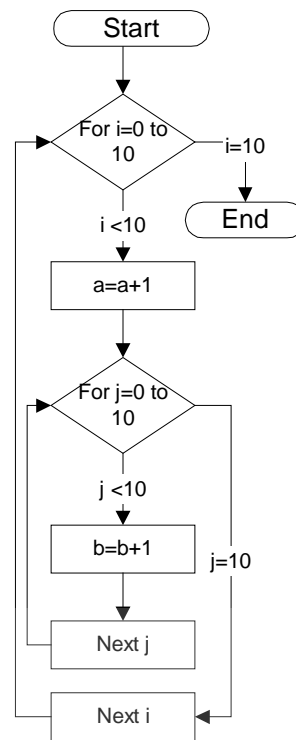 Start
For i=0 to
10
i=10
End
i <10
a=a+1
For j=0 to
10
j <10
b=b+1
j=10
Next j
Next i